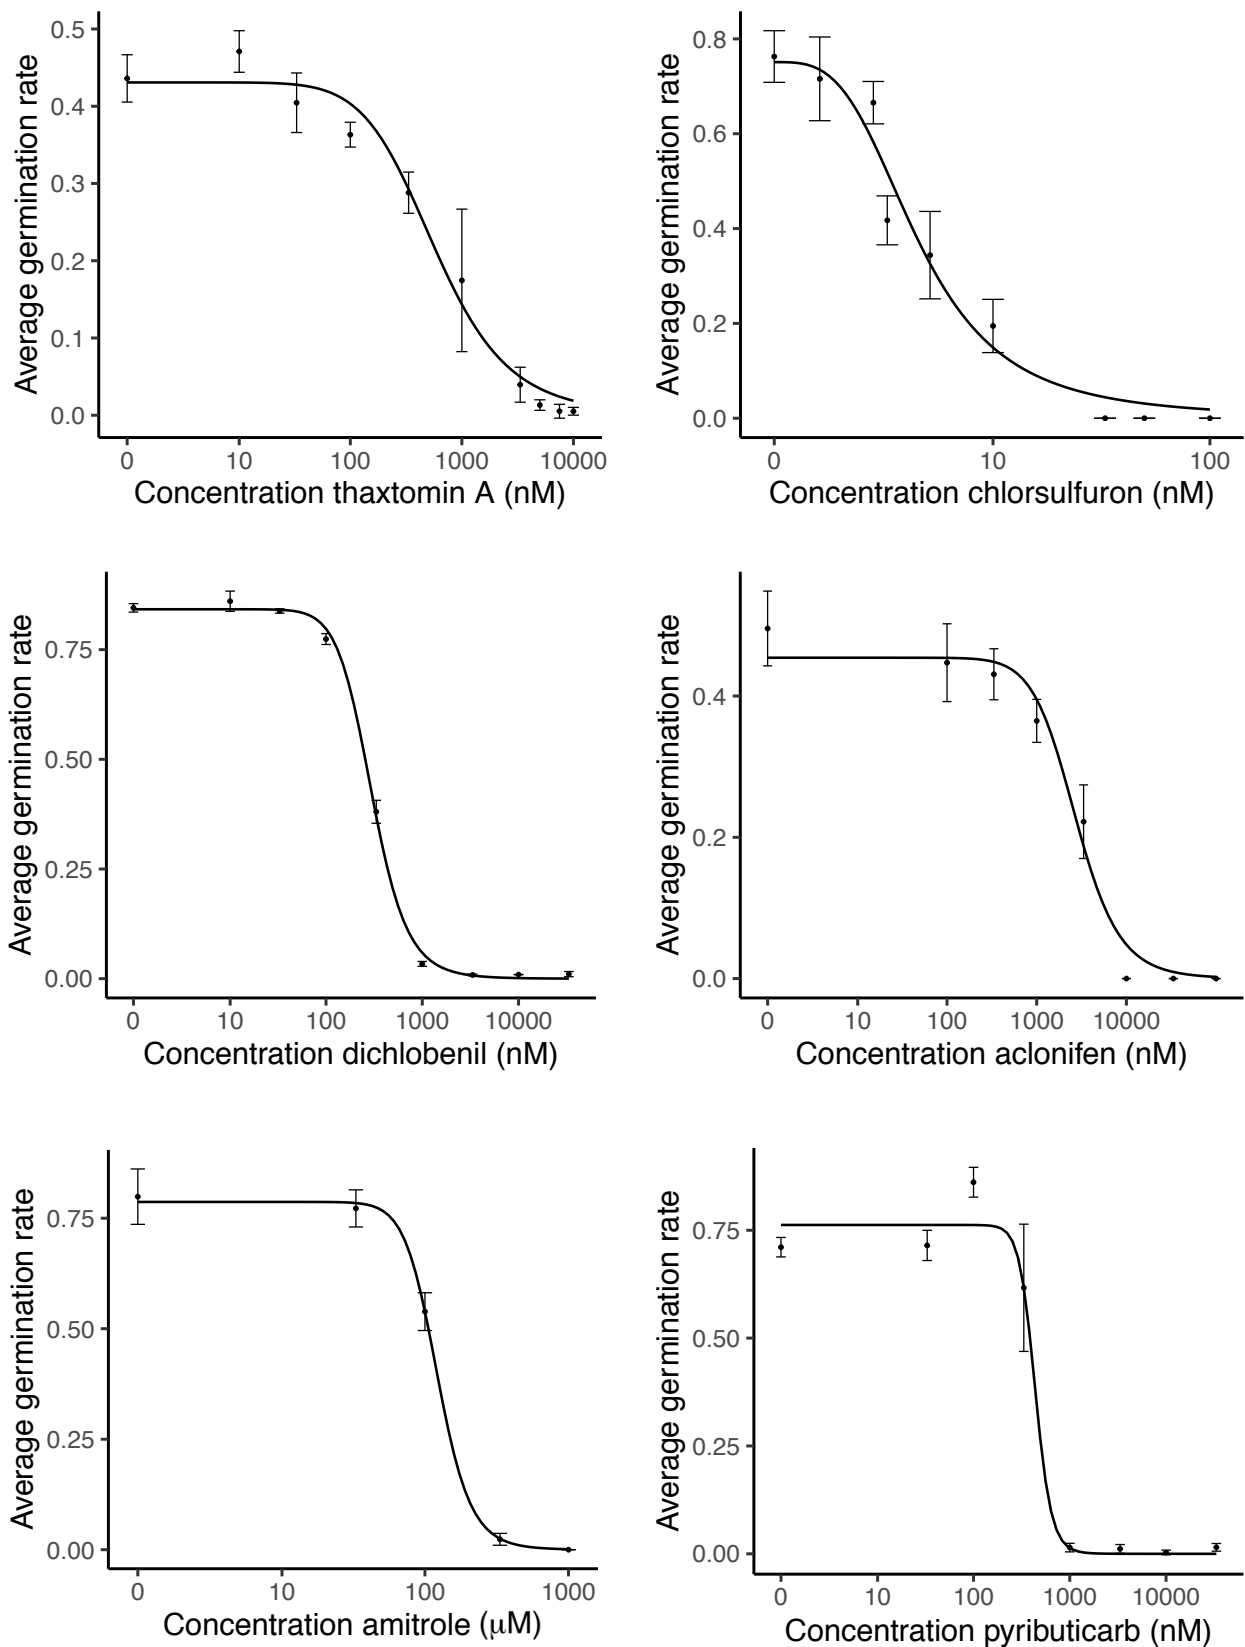 Average germination rate
0.5
0.4
0.3
0.2
0.1
0.0
0 10 100 1000 10000
Concentration thaxtomin A (nM)
Average germination rate
0.8
0.6
0.4
0.2
0.0
0 10 100
Concentration chlorsulfuron (nM)
Average germination rate
0.75
0.50
0.25
0.00
0 10 100 1000 10000
Concentration dichlobenil (nM)
Average germination rate
0.4
0.2
0.0
0 10 100 1000 10000
Concentration aclonifen (nM)
Average germination rate
0.75
0.50
0.25
0.00
0 10 100 1000
Concentration amitrole (μM)
Average germination rate
0.75
0.50
0.25
0.00
0 10 100 1000 10000
Concentration pyributicarb (nM)